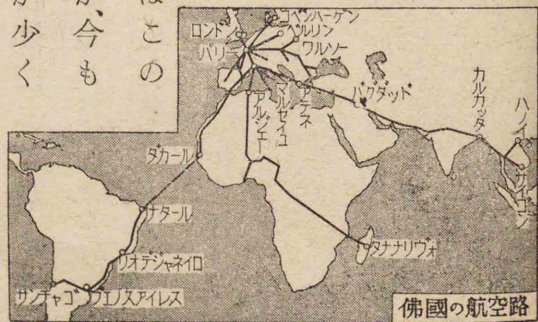 この
、今も
少く
コペンハーゲン
ロンドン
ベルリン
パリー
ワルソー
アルジェー
マルセイユ
アテネ
バグダッド
カルカッタ
ハノイ
サイゴン
ダカール
ナタール
リオデジャネイロ
タナナリヴォ
サンチャゴ
ブェノスアイレス
佛國の航空路